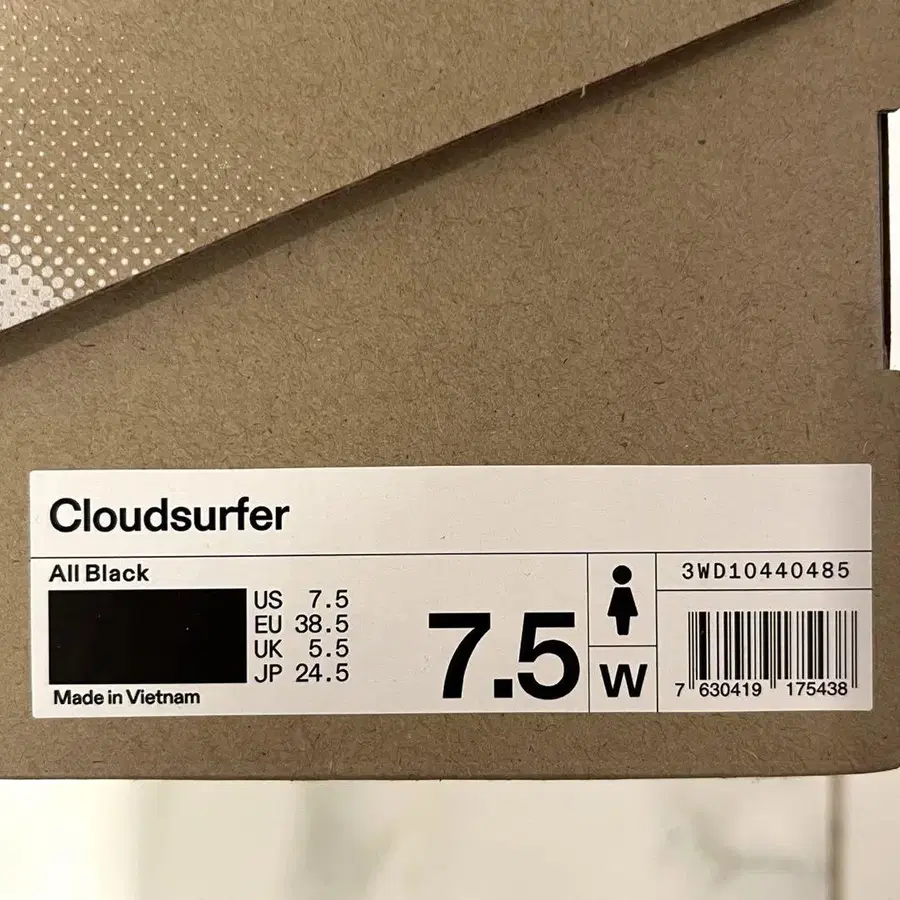 Cloudsurfer
All Black
US 7.5
EU 38.5
UK 5.5
JP 24.5
Made in Vietnam
7.5
W
3WD10440485
7 630419 175438